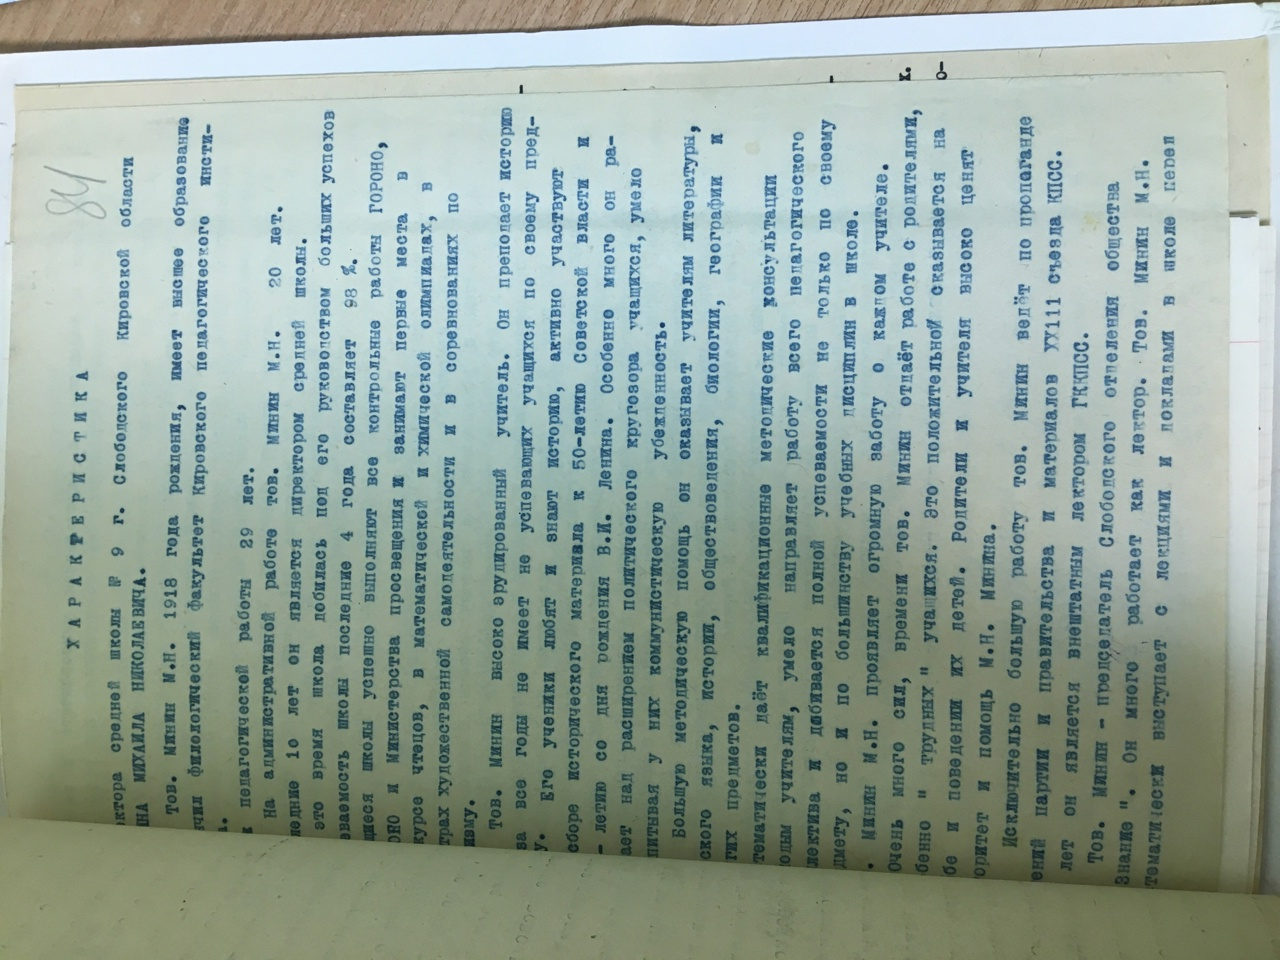 84
ХАРАКТЕРИСТИКА
ктора средней школы № 9 г. Слободского Кировской области
НА МИХАИЛА НИКОЛАЕВИЧА.
Тов. Минин М.Н. 1918 года рождения, имеет высшее образование
чил филологический факультет Кировского педагогического инсти-
а.
ж педагогической работы 29 лет.
На административной работе тов. Минин М.Н. 20 лет.
ледние 10 лет он является директором средней школы.
это время школа добилась под его руководством больших успехов
еваемость школы последние 4 года составляет 98 %.
щиеся школы успешно выполняют все контрольные работы ГОРОНО,
ОНО и Министерства просвещения и занимают первые места в
курсе чтецов, в математической и химической олимпиадах, в
трах художественной самодеятельности и в соревнованиях по
ивму.
Тов. Минин высоко эрудированный учитель. Он преподает историю
за все годы не имеет не успевающих учащихся по своему пред-
у. Его ученики любят и знают историю, активно участвуют
сборе исторического материала к 50-летию Советской власти и
- летию со дня рождения В.И. Ленина. Особенно много он ра-
ает над расширением политического кругозора учащихся, умело
питывая у них коммунистическую убежденность.
Большую методическую помощь он оказывает учителям литературы,
ского языка, истории, обществоведения, биологии, географии и
гих предметов.
тематически даёт квалификационные методические консультации
одым учителям, умело направляет работу всего педагогического
лектива и добивается полной успеваемости не только по своему
дмету, но и по большинству учебных дисциплин в школе.
. Минин М.Н. проявляет огромную заботу о каждом учителе.
Очень много сил, времени тов. Минин отдаёт работе с родителями,
бенно " трудных " учащихся. Это положительной сказывается на
бе и поведении их детей. Родители и учителя высоко ценят
оритет и помощь М.Н. Минина.
Исключительно большую работу тов. Минин ведёт по пропаганде
ений партии и правительства и материалов ХХ111 съезда КПСС.
лет он является внештатным лектором ГККПСС.
Тов. Минин - председатель Слободского отделения общества
Знание ". Он много работает как лектор. Тов. Минин М.Н.
тематически выступает с лекциями и докладами в школе перед
-
-
х.
о-